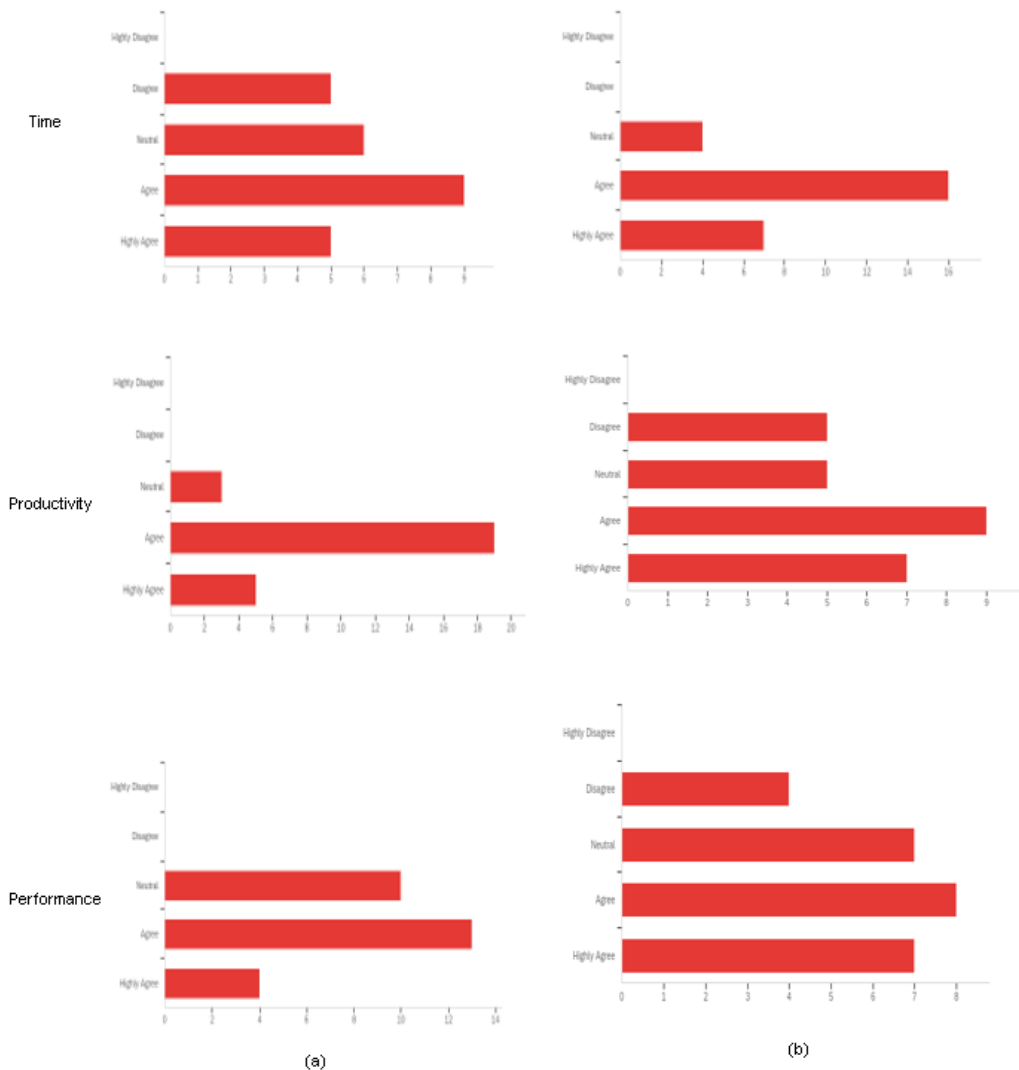 Time
Highly Disagree
Disagree
Neutral
Agree
Highly Agree
0 1 2 3 4 5 6 7 8 9
Highly Disagree
Disagree
Neutral
Agree
Highly Agree
0 2 4 6 8 10 12 14 16
Productivity
Highly Disagree
Disagree
Neutral
Agree
Highly Agree
0 2 4 6 8 10 12 14 16 18 20
Highly Disagree
Disagree
Neutral
Agree
Highly Agree
0 1 2 3 4 5 6 7 8 9
Performance
Highly Disagree
Disagree
Neutral
Agree
Highly Agree
0 2 4 6 8 10 12 14
Highly Disagree
Disagree
Neutral
Agree
Highly Agree
0 1 2 3 4 5 6 7 8
(a)
(b)